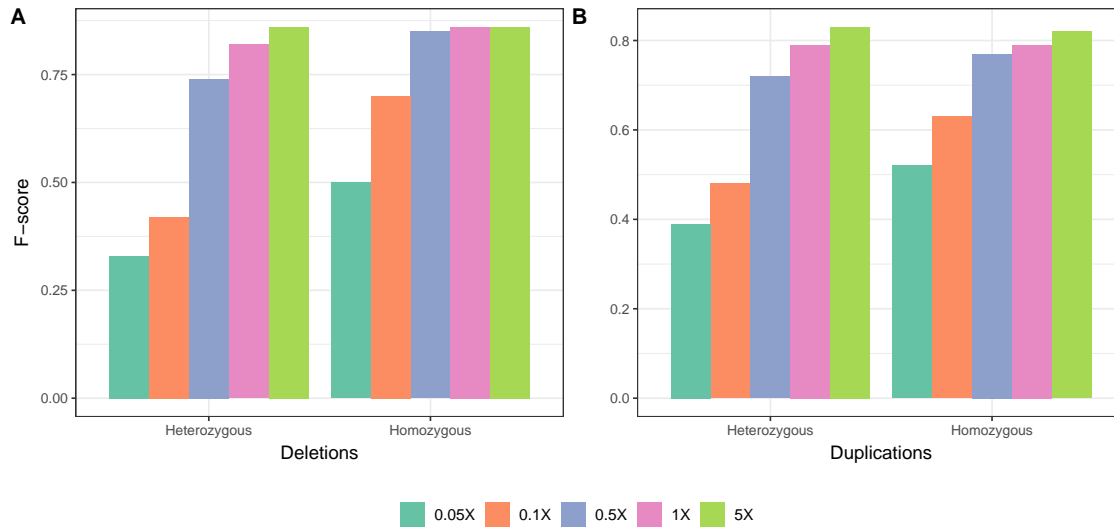 A
F-score
0.75
0.50
0.25
0.00
Heterozygous Homozygous
Deletions
B
0.8
0.6
0.4
0.2
0.0
Heterozygous Homozygous
Duplications
0.05X 0.1X 0.5X 1X 5X